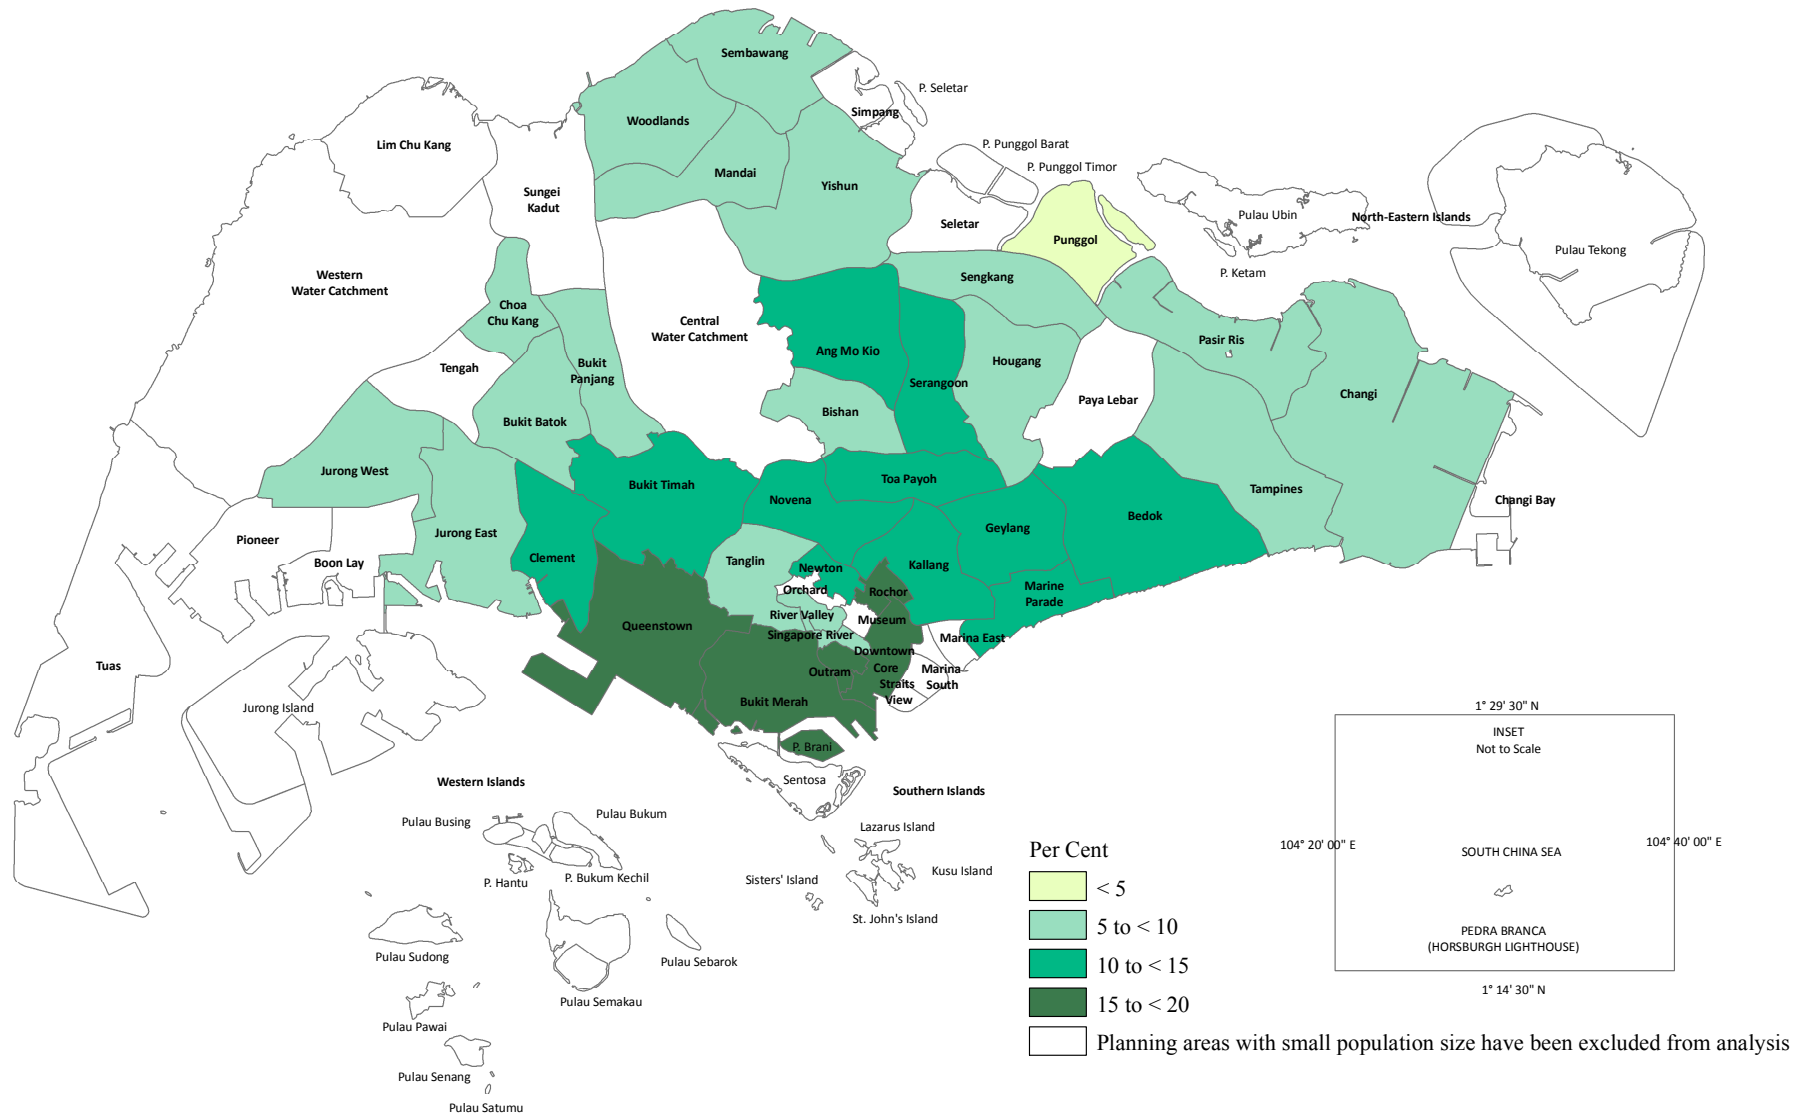 Sembawang
P. Seletar
Simpang
Woodlands
Lim Chu Kang
P. Punggol Barat
P. Punggol Timor
Mandai
Yishun
Sungei
Kadut
Seletar
Pulau Ubin
North-Eastern Islands
Punggol
Pulau Tekong
P. Ketam
Western
Water Catchment
Sengkang
Choa
Chu Kang
Central
Water Catchment
Pasir Ris
Ang Mo Kio
Hougang
Tengah
Bukit
Panjang
Serangoon
Changi
Paya Lebar
Bishan
Bukit Batok
Jurong West
Bukit Timah
Toa Payoh
Novena
Tampines
Changi Bay
Bedok
Geylang
Jurong East
Pioneer
Boon Lay
Clement
Tanglin
Newton
Kallang
Orchard
Rochor
Marine
Parade
River Valley
Museum
Queenstown
Singapore River
Marina East
Downtown
Core
Tuas
Outram
Marina
South
Straits
View
Bukit Merah
Jurong Island
P. Brani
Sentosa
Western Islands
Southern Islands
Pulau Busing
Pulau Bukum
Lazarus Island
P. Hantu
P. Bukum Kechil
Sisters' Island
Kusu Island
St. John's Island
Pulau Sudong
Pulau Sebarok
Pulau Semakau
Pulau Pawai
Pulau Senang
Pulau Satumu
1° 29' 30" N
INSET
Not to Scale
104° 20' 00" E
104° 40' 00" E
SOUTH CHINA SEA
PEDRA BRANCA
(HORSBURGH LIGHTHOUSE)
1° 14' 30" N
Per Cent
< 5
5 to < 10
10 to < 15
15 to < 20
Planning areas with small population size have been excluded from analysis